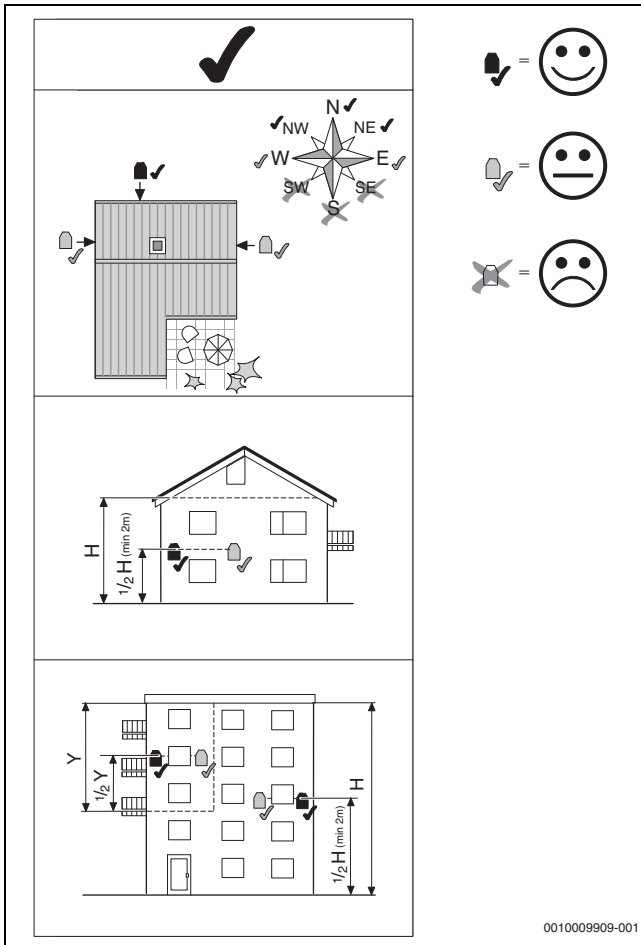 N
NW
NE
W
E
SW
SE
S
=
=
=
H
1/2 H (min 2m)
Y
1/2 Y
H
1/2 H (min 2m)
0010009909-001